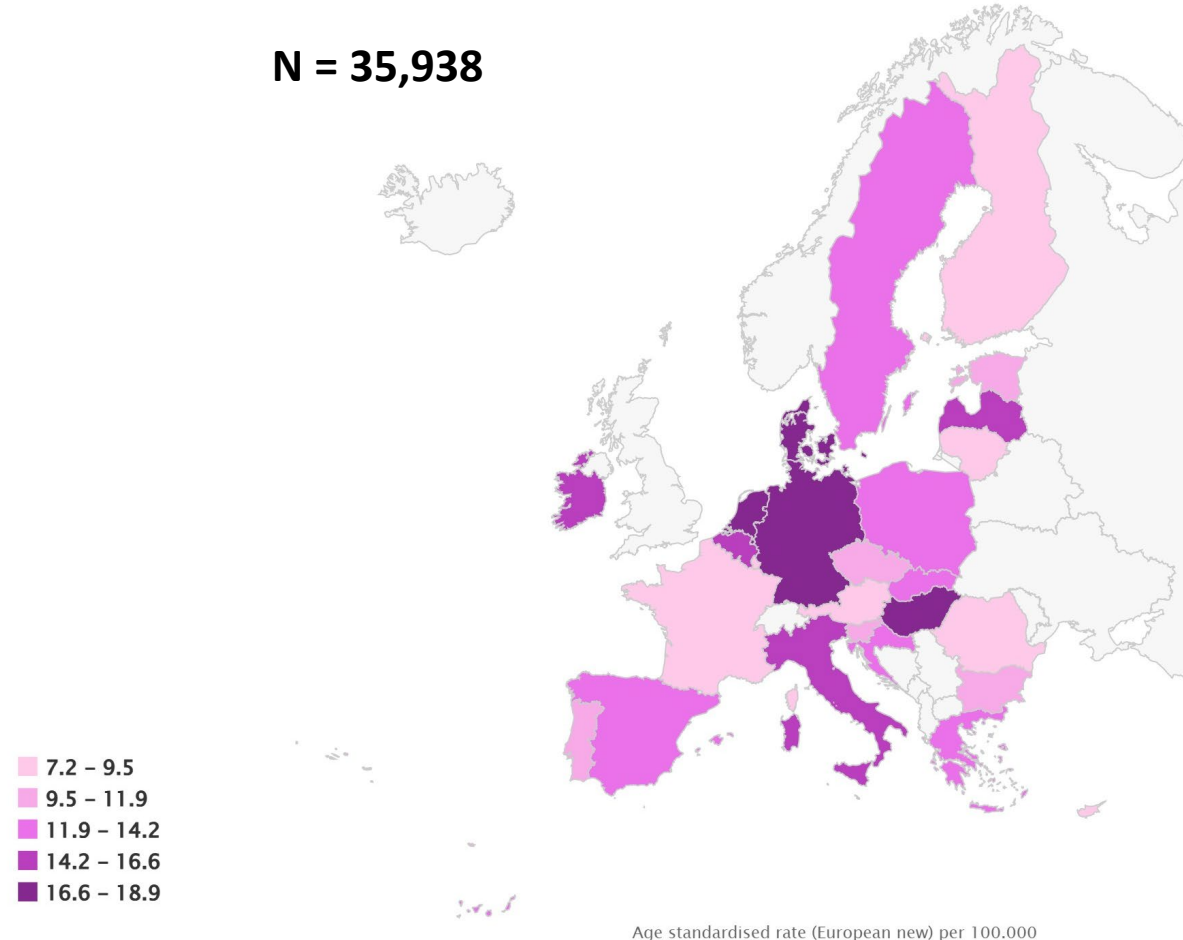 N = 35,938
7.2 – 9.5
9.5 – 11.9
11.9 – 14.2
14.2 – 16.6
16.6 – 18.9
Age standardised rate (European new) per 100.000